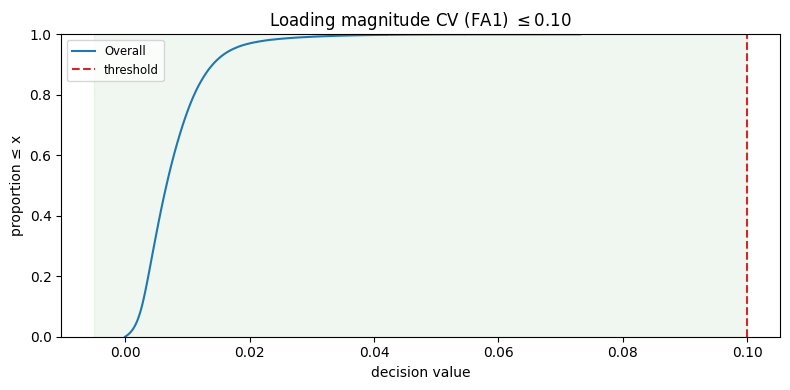 Loading magnitude CV (FA1) ≤0.10
Overall
threshold
proportion ≤ x
1.0
0.8
0.6
0.4
0.2
0.0
0.00 0.02 0.04 0.06 0.08 0.10
decision value